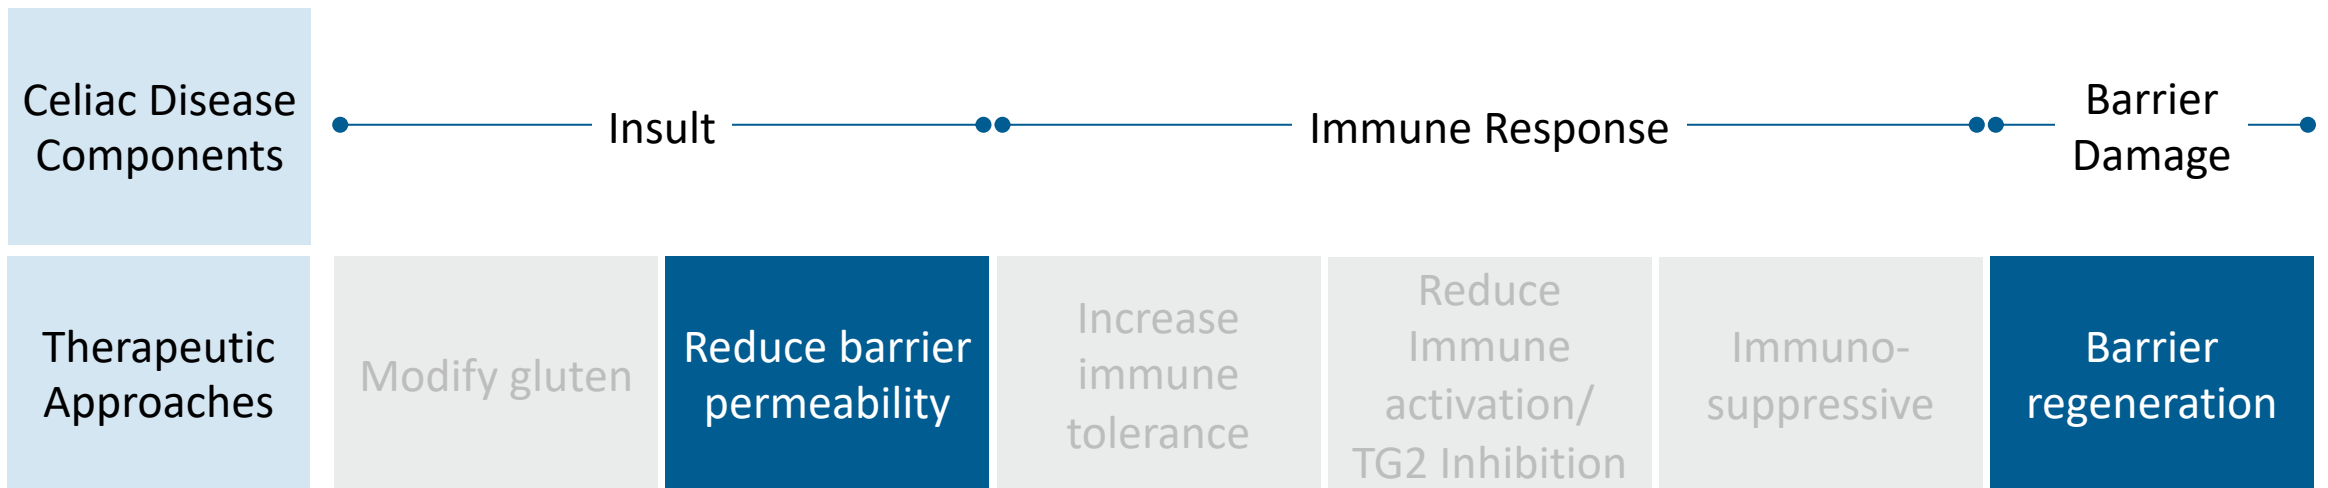 Celiac Disease
Components
Insult
Immune Response
Barrier
Damage
Therapeutic
Approaches
Modify gluten
Reduce barrier
permeability
Increase
immune
tolerance
Reduce
Immune
activation/
TG2 Inhibition
Immuno-
suppressive
Barrier
regeneration